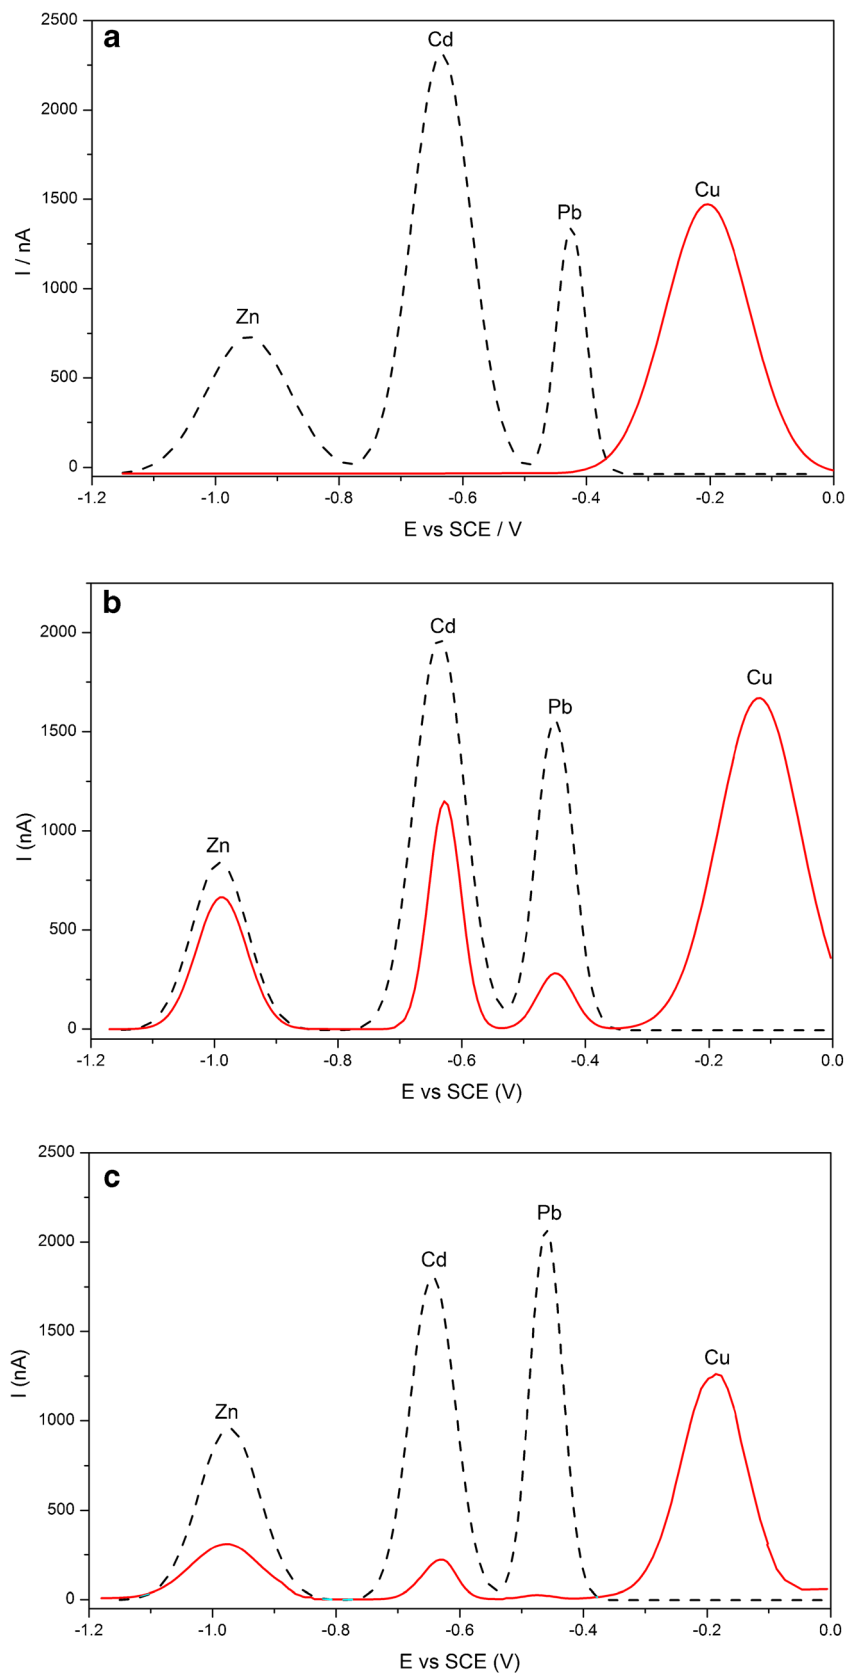 a
2500
2000
1500
1000
500
0
I / nA
Zn
Cd
Pb
Cu
-1.2
-1.0
-0.8
-0.6
-0.4
-0.2
0.0
E vs SCE / V
b
2000
1500
1000
500
0
I (nA)
Zn
Cd
Pb
Cu
-1.2
-1.0
-0.8
-0.6
-0.4
-0.2
0.0
E vs SCE (V)
c
2500
2000
1500
1000
500
0
I (nA)
Zn
Cd
Pb
Cu
-1.2
-1.0
-0.8
-0.6
-0.4
-0.2
0.0
E vs SCE (V)